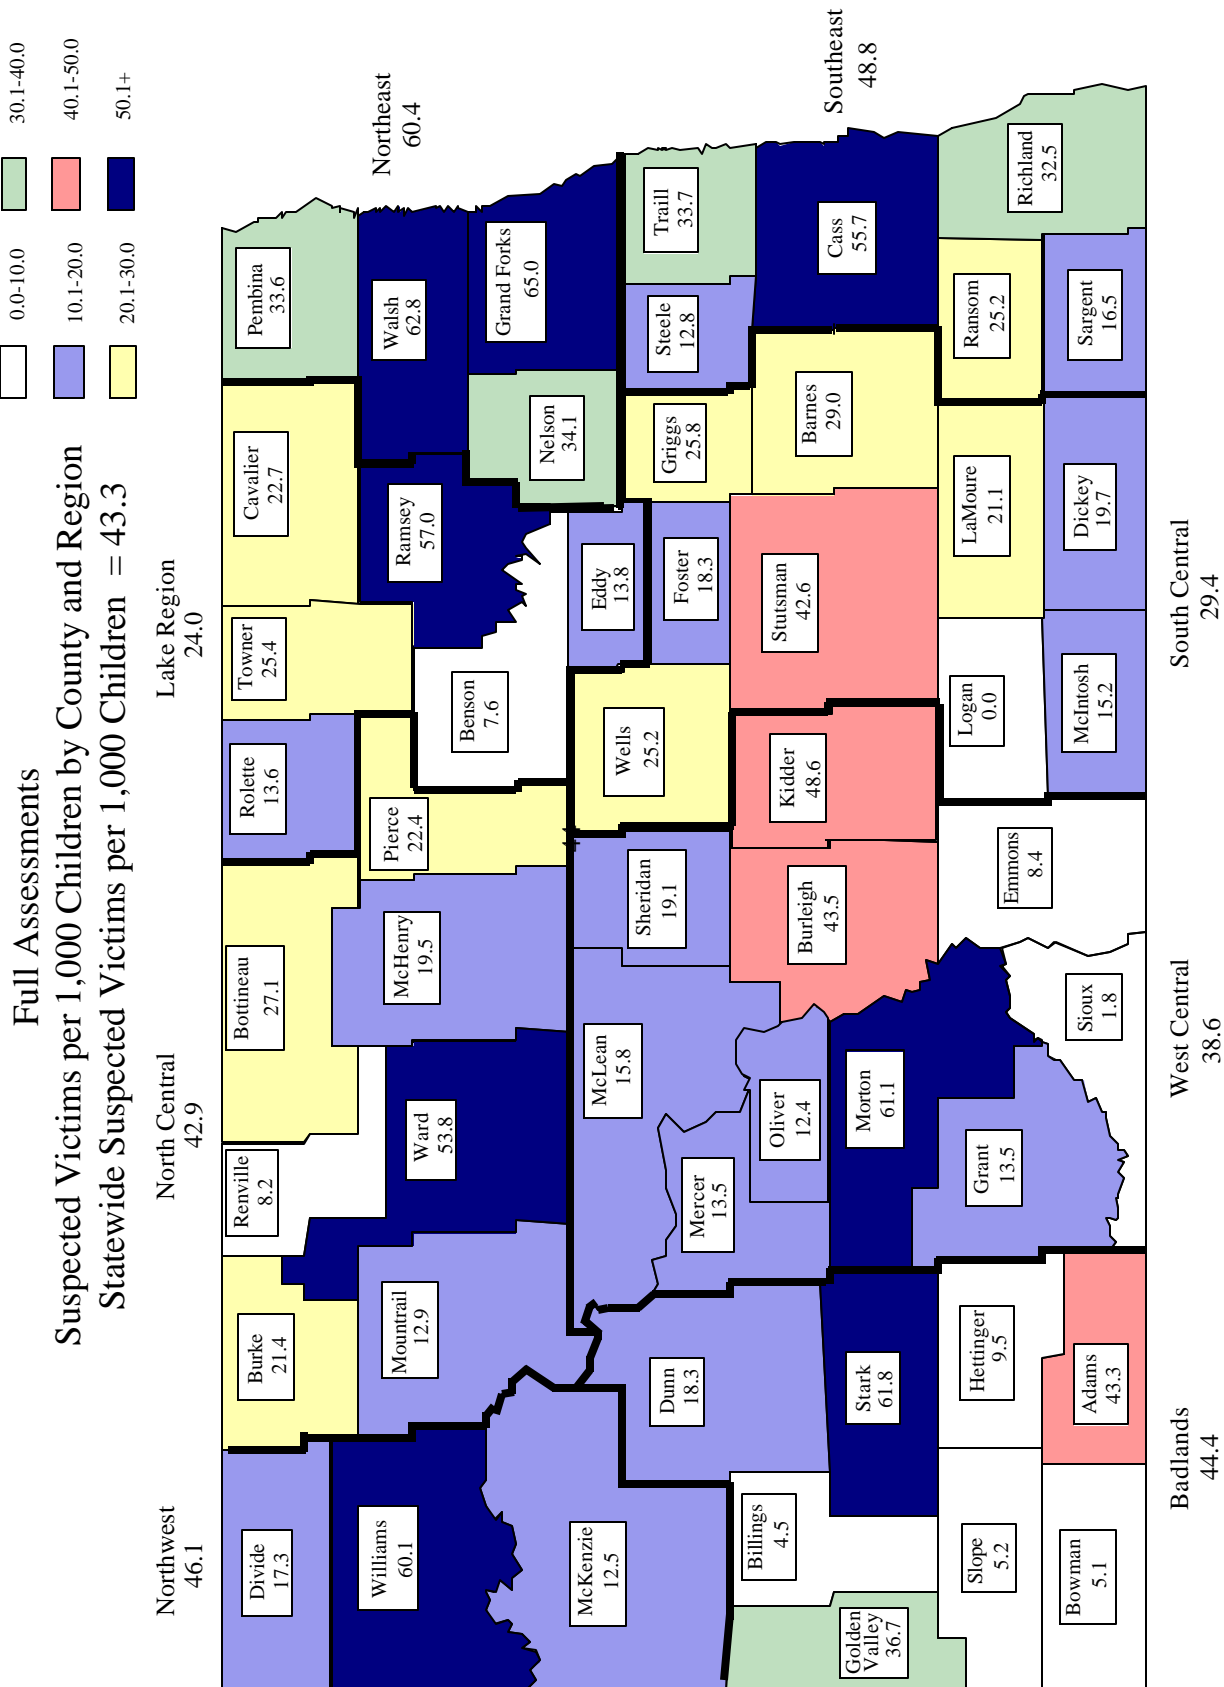 Full Assessments
Suspected Victims per 1,000 Children by County and Region
Statewide Suspected Victims per 1,000 Children = 43.3
0.0-10.0
30.1-40.0
10.1-20.0
40.1-50.0
20.1-30.0
50.1+
Northwest
46.1
North Central
42.9
Lake Region
24.0
Northeast
60.4
Divide
17.3
Burke
21.4
Renville
8.2
Bottineau
27.1
Rolette
13.6
Towner
25.4
Cavalier
22.7
Pembina
33.6
Williams
60.1
Mountrail
12.9
Ward
53.8
McHenry
19.5
Pierce
22.4
Benson
7.6
Ramsey
57.0
Walsh
62.8
Nelson
34.1
Grand Forks
65.0
McKenzie
12.5
Dunn
18.3
Mercer
13.5
McLean
15.8
Oliver
12.4
Sheridan
19.1
Wells
25.2
Eddy
13.8
Foster
18.3
Griggs
25.8
Steele
12.8
Traill
33.7
Golden
Valley
36.7
Billings
4.5
Stark
61.8
Morton
61.1
Burleigh
43.5
Kidder
48.6
Stutsman
42.6
Barnes
29.0
Cass
55.7
Slope
5.2
Hettinger
9.5
Grant
13.5
Sioux
1.8
Emmons
8.4
Logan
0.0
LaMoure
21.1
Ransom
25.2
Richland
32.5
Bowman
5.1
Adams
43.3
McIntosh
15.2
Dickey
19.7
Sargent
16.5
Southeast
48.8
Badlands
44.4
West Central
38.6
South Central
29.4